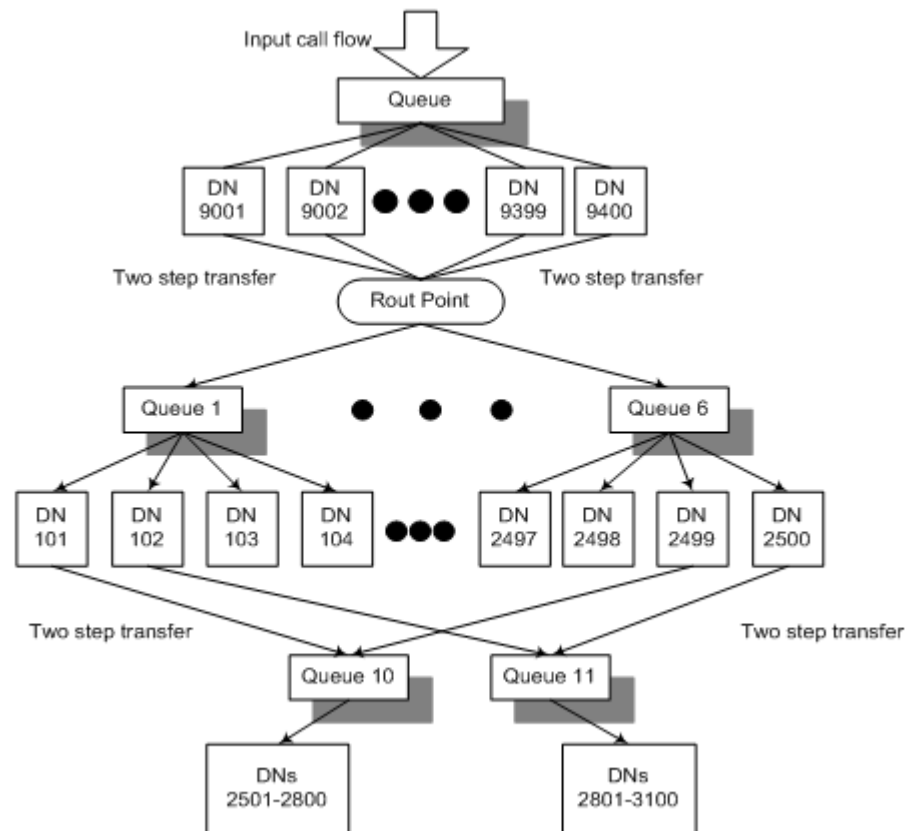 Input call flow
Queue
DN
9001
DN
9002
DN
9399
DN
9400
Two step transfer
Two step transfer
Rout Point
Queue 1
Queue 6
DN
101
DN
102
DN
103
DN
104
DN
2497
DN
2498
DN
2499
DN
2500
Two step transfer
Two step transfer
Queue 10
Queue 11
DNs
2501-2800
DNs
2801-3100